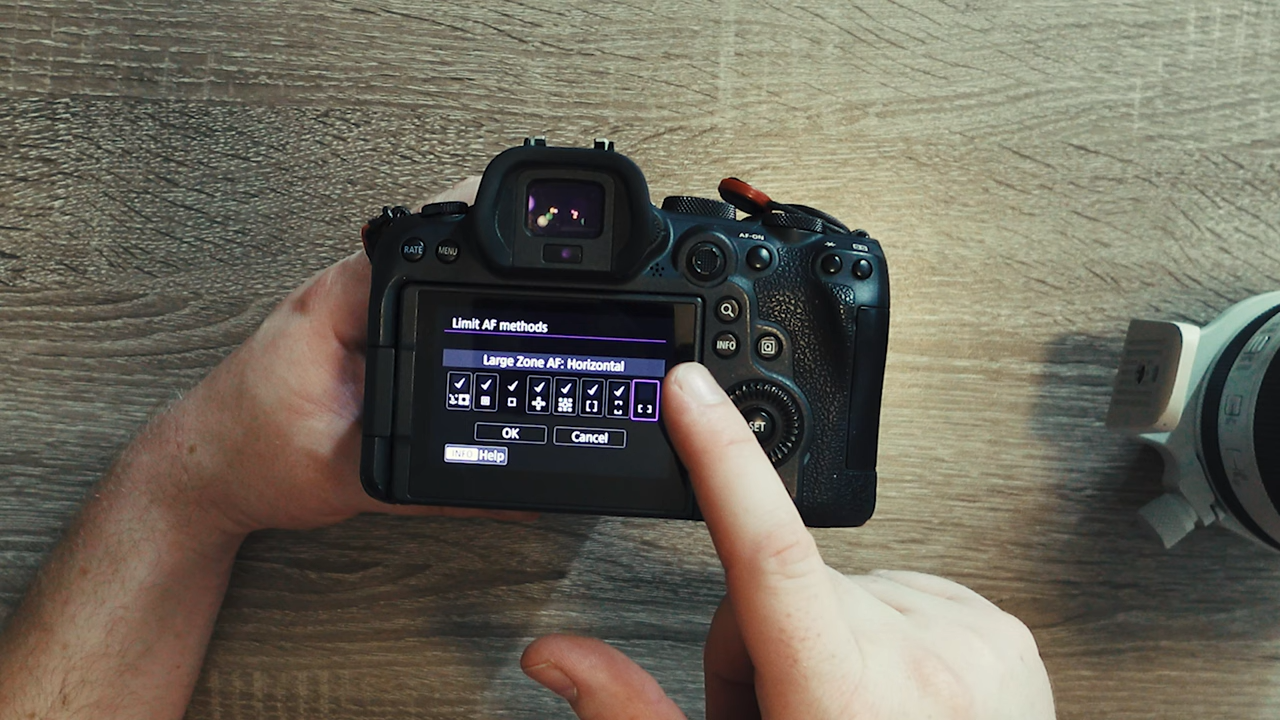 AF-ON
RATE
MENU
INFO
Limit AF methods
Large Zone AF: Horizontal
OK
Cancel
INFO Help
SET